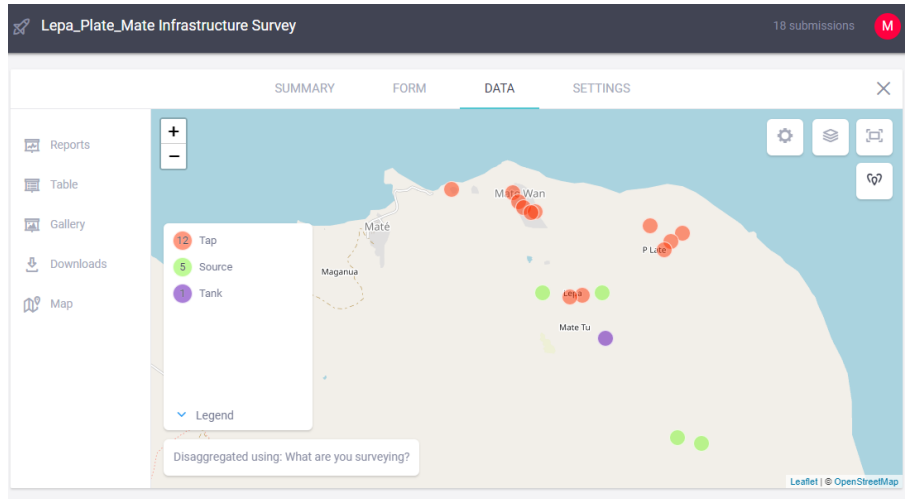 Lepa_Plate_Mate Infrastructure Survey
18 submissions
M
SUMMARY
FORM
DATA
SETTINGS
Reports
Table
Gallery
Downloads
Map
+
−
Mate Wan
Maté
P Late
Maganua
Lepa
Mate Tu
12 Tap
5 Source
1 Tank
Legend
Disaggregated using: What are you surveying?
Leaflet | © OpenStreetMap